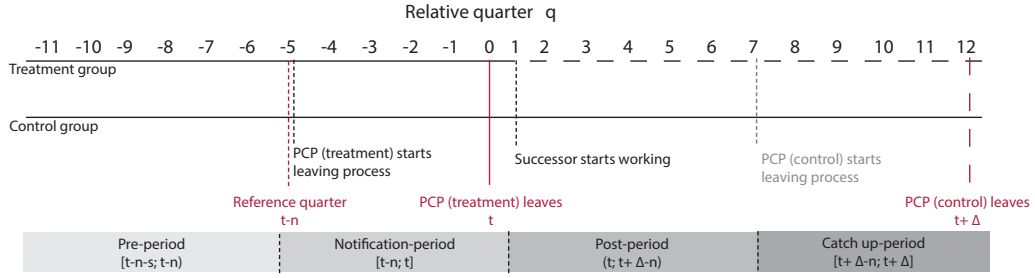 Relative quarter q
-11 -10 -9 -8 -7 -6 -5 -4 -3 -2 -1 0 1 2 3 4 5 6 7 8 9 10 11 12
Treatment group
Control group
PCP (treatment) starts
leaving process
Successor starts working
PCP (control) starts
leaving process
Reference quarter
t-n
PCP (treatment) leaves
t
PCP (control) leaves
t+ Δ
Pre-period
[t-n-s; t-n)
Notification-period
[t-n; t]
Post-period
(t; t+ Δ-n)
Catch up-period
[t+ Δ-n; t+ Δ]